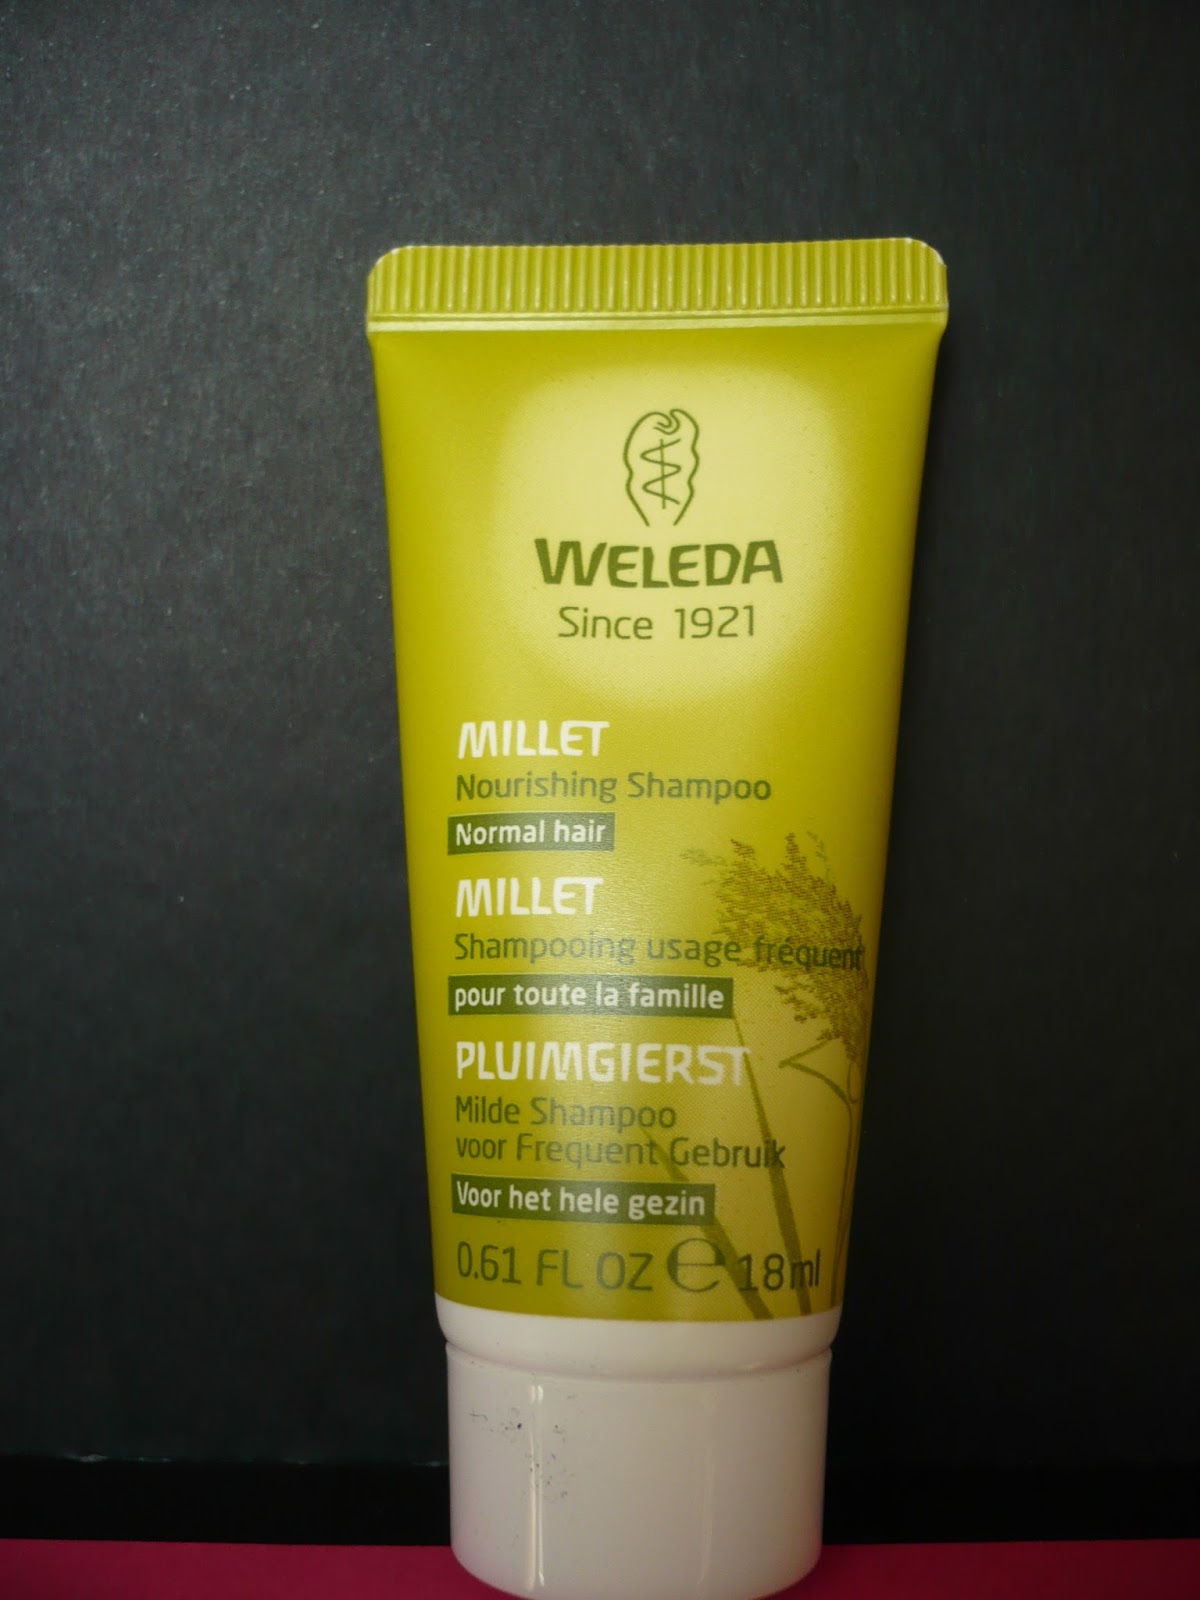 WELEDA
Since 1921
MILLET
Nourishing Shampoo
Normal hair
MILLET
Shampooing usage fréquent
pour toute la famille
PLUIMGIERST
Milde Shampoo
voor Frequent Gebruik
Voor het hele gezin
0.61 FL OZ e 18ml